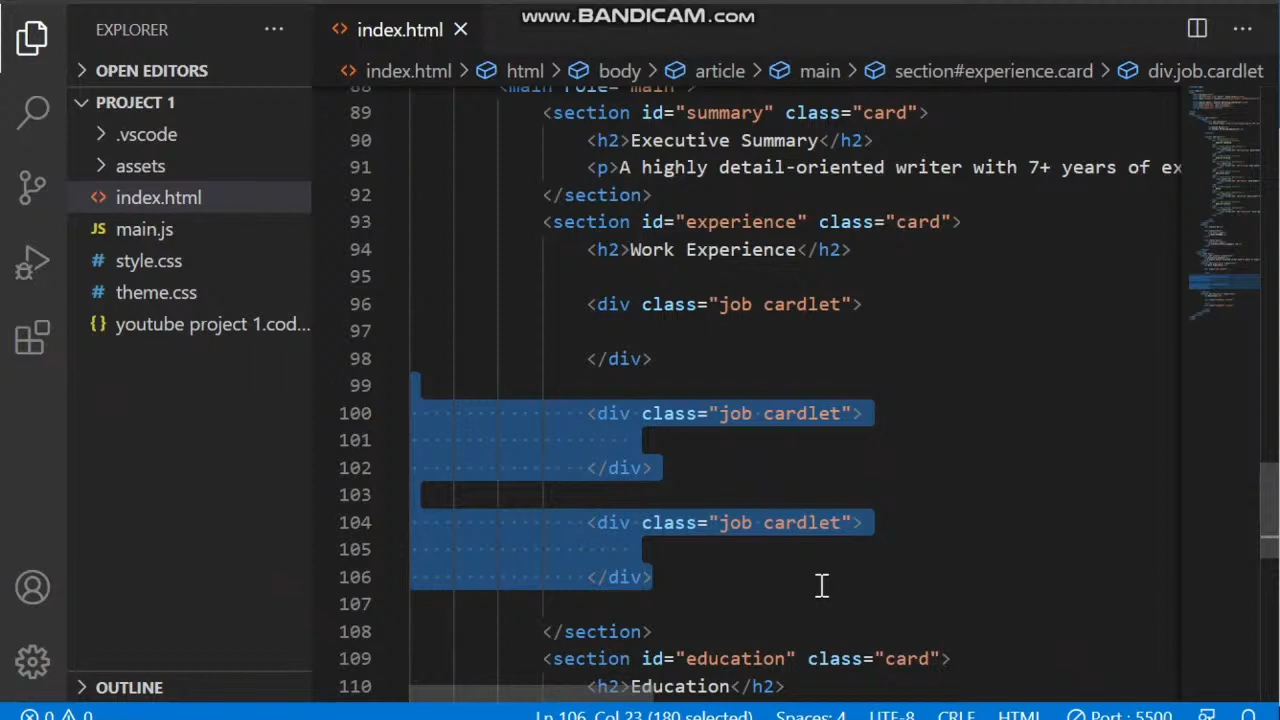 www.BANDICAM.com
EXPLORER
index.html
index.html
html
body
article
main
section#experience.card
div.job.cardlet
OPEN EDITORS
PROJECT 1
.vscode
assets
index.html
JS main.js
# style.css
# theme.css
{} youtube project 1.cod...
OUTLINE
88 <main role="main">
89 <section id="summary" class="card">
90 <h2>Executive Summary</h2>
91 <p>A highly detail-oriented writer with 7+ years of ex
92 </section>
93 <section id="experience" class="card">
94 <h2>Work Experience</h2>
95
96 <div class="job cardlet">
97
98 </div>
99
100 <div class="job cardlet">
101
102 </div>
103
104 <div class="job cardlet">
105
106 </div>
107
108 </section>
109 <section id="education" class="card">
110 <h2>Education</h2>
0 0
Ln 106, Col 23 (180 selected)
Spaces: 4
UTF-8
CRLF
HTML
Port : 5500